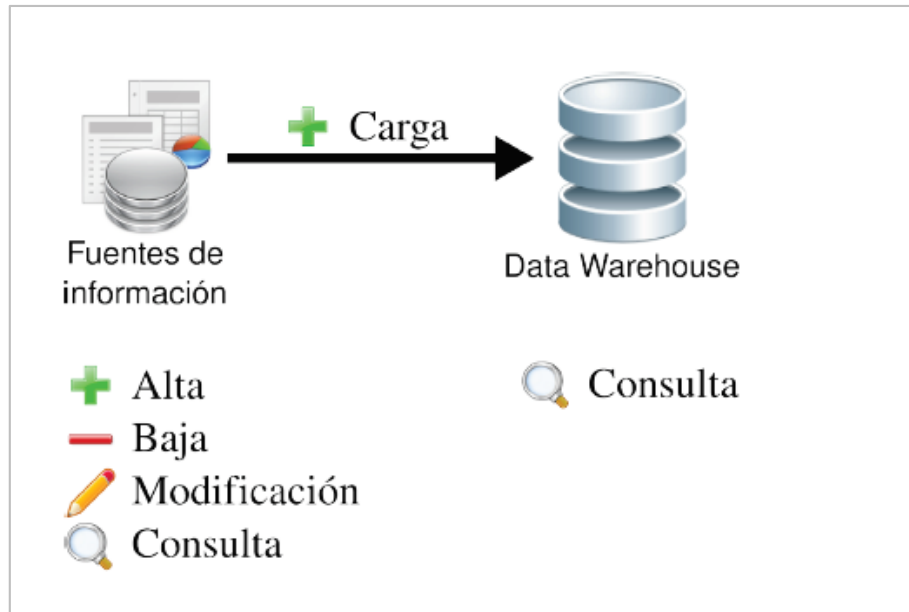 Carga
Fuentes de
información
Data Warehouse
Alta
Baja
Modificación
Consulta
Consulta